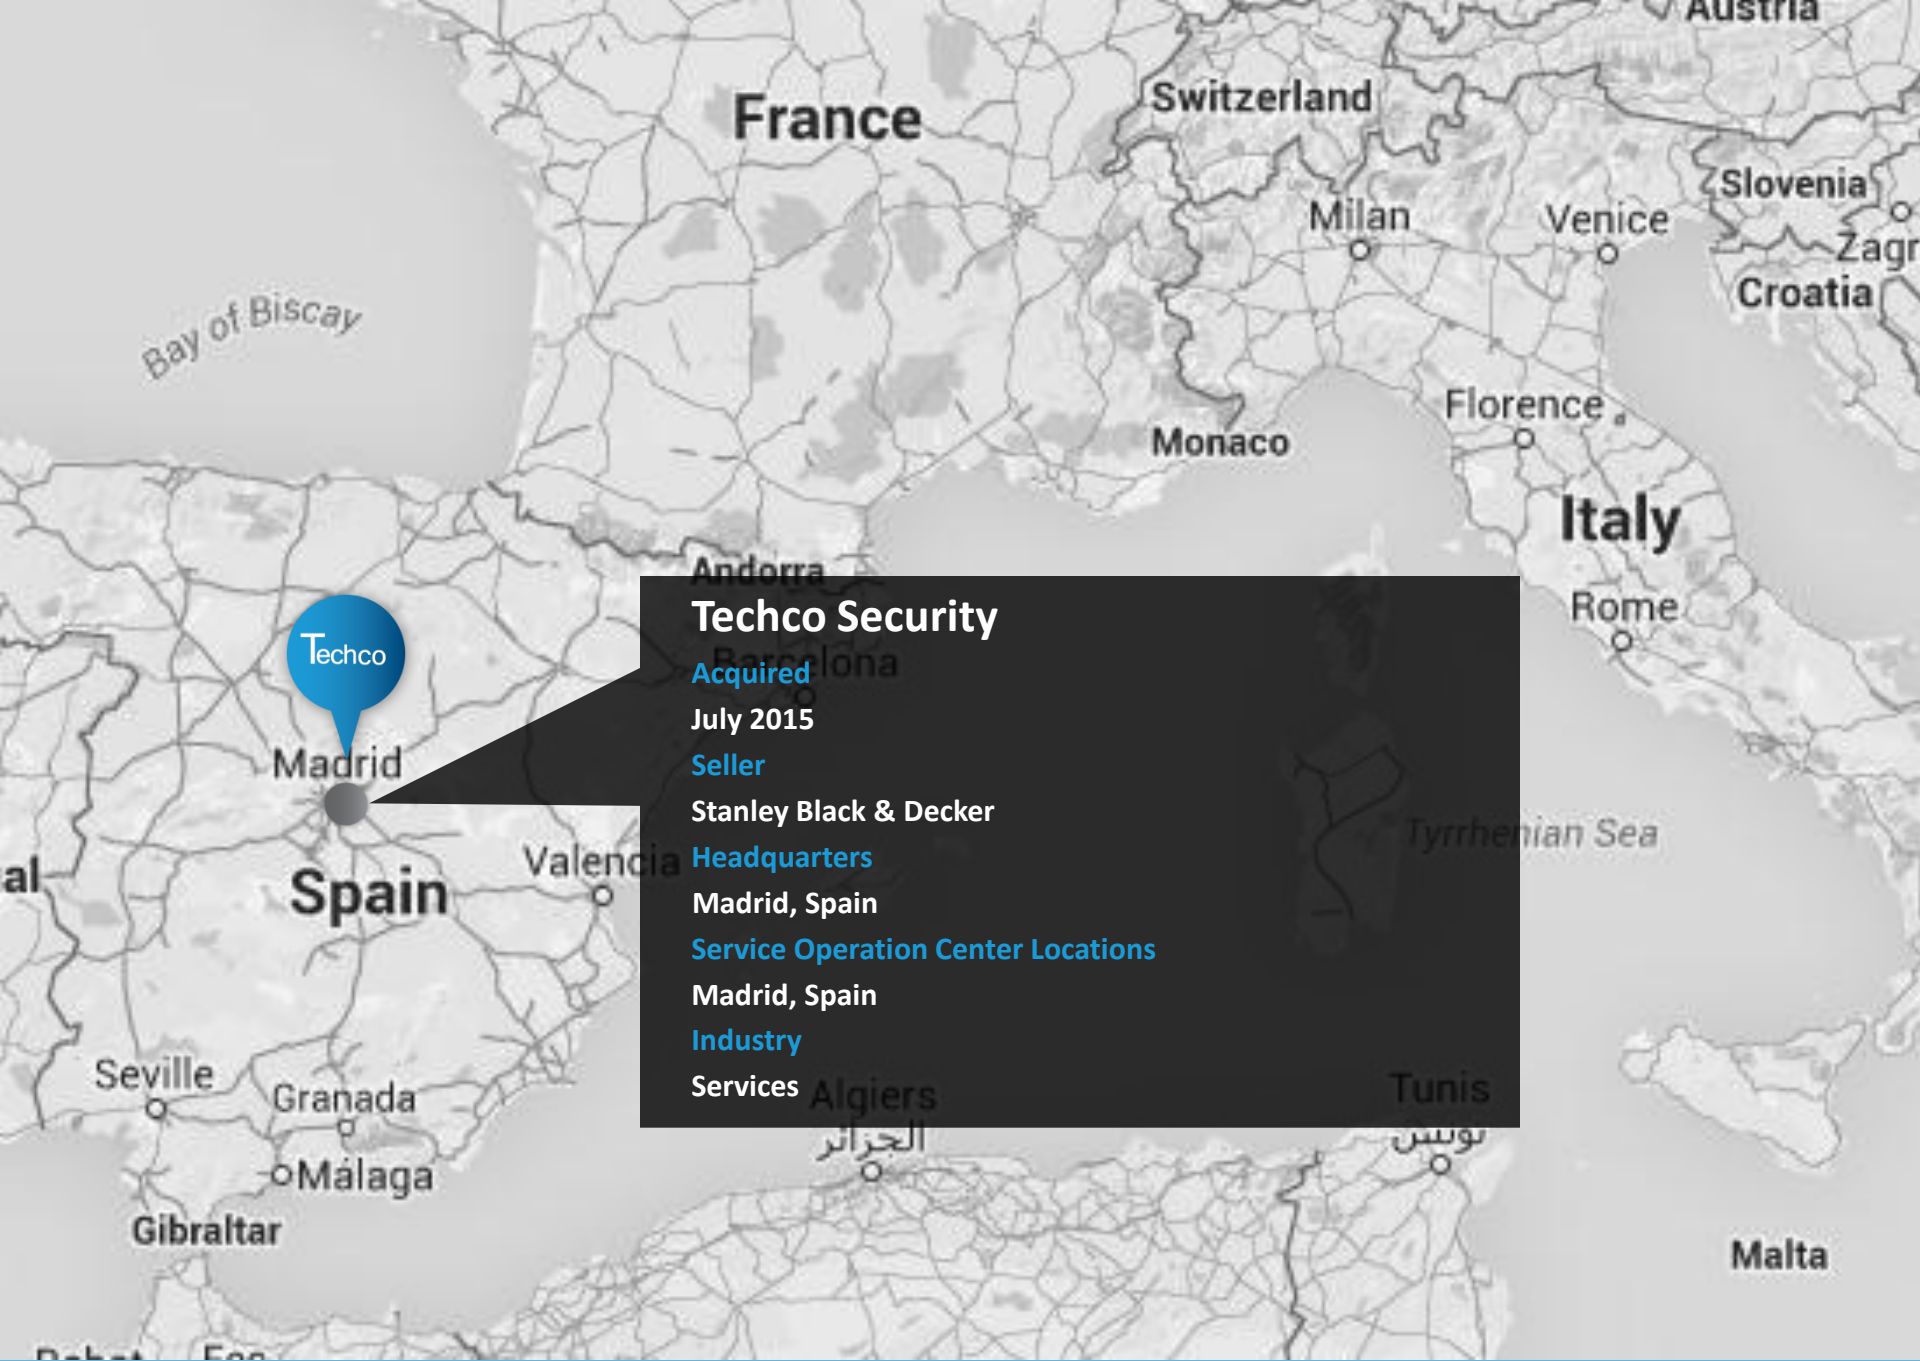 Austria
France
Switzerland
Slovenia
Milan
Venice
Zagr
Croatia
Bay of Biscay
Florence
Monaco
Italy
Andorra
Rome
Techco
Techco Security
Barcelona
Acquired
July 2015
Madrid
Seller
Stanley Black & Decker
Tyrrhenian Sea
Valencia
Headquarters
al
Spain
Madrid, Spain
Service Operation Center Locations
Madrid, Spain
Industry
Services
Seville
Granada
Algiers
الجزائر
Tunis
تونس
Málaga
Gibraltar
Malta